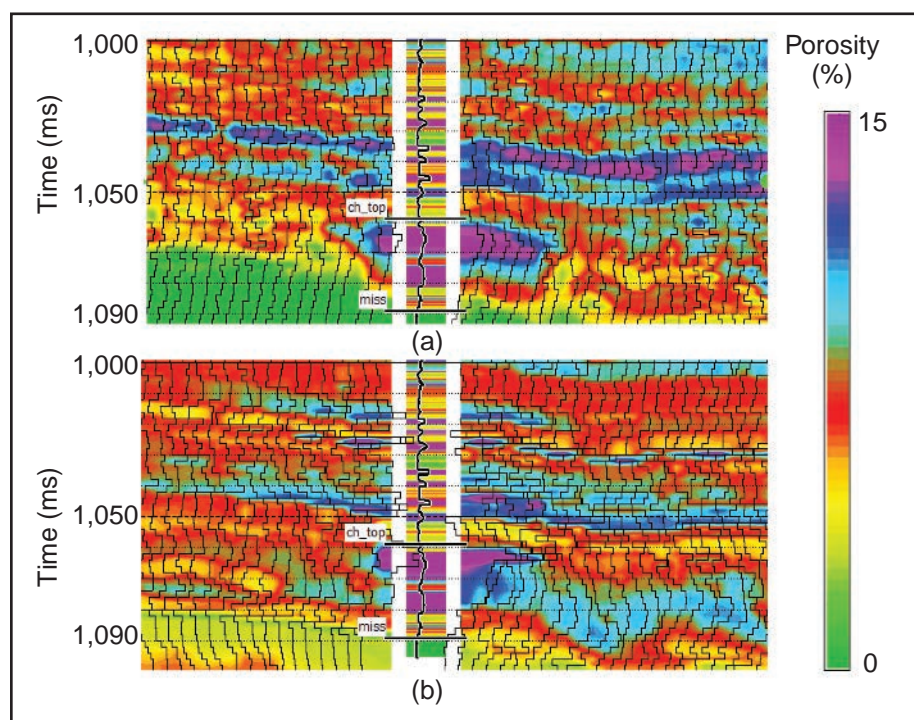 1,000
Time (ms)
1,050
ch_top
miss
1,090
(a)
1,000
Time (ms)
1,050
ch_top
miss
1,090
(b)
Porosity
(%)
15
0